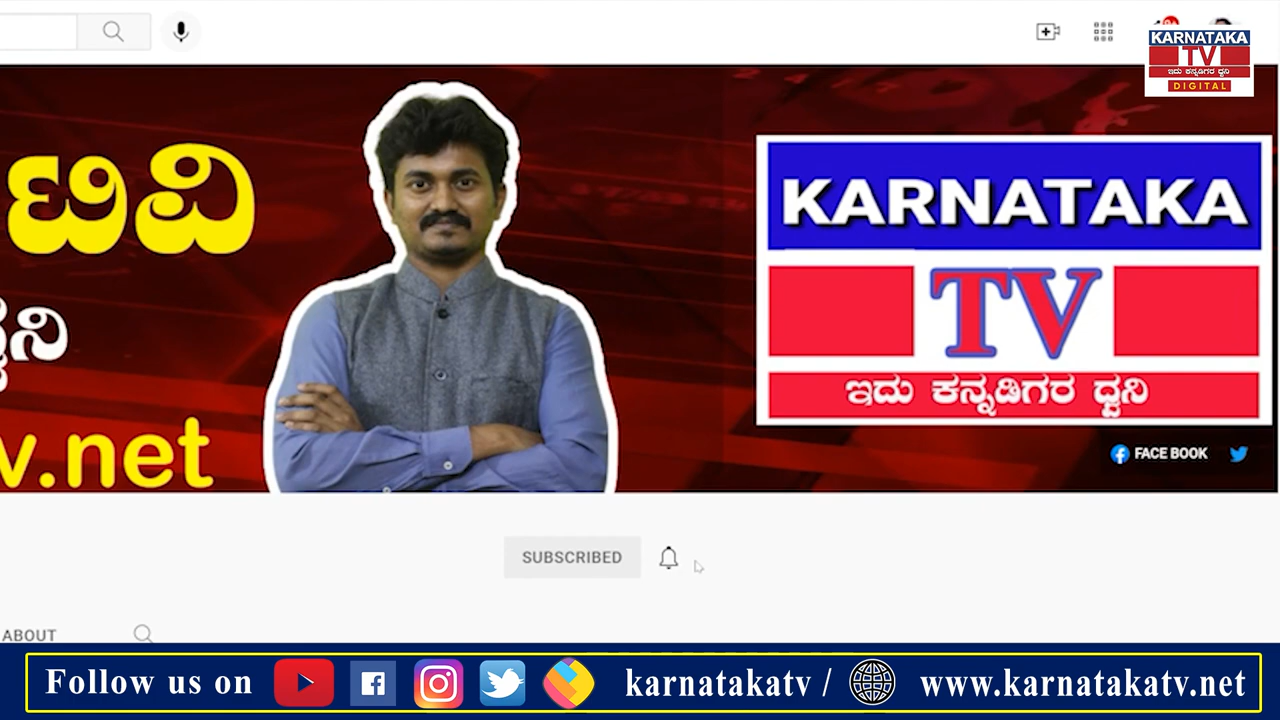 KARNATAKA
TV
ಇದು ಕನ್ನಡಿಗರ ಧ್ವನಿ
DIGITAL
ಟಿವಿ
v.net
KARNATAKA
TV
ಇದು ಕನ್ನಡಿಗರ ಧ್ವನಿ
FACE BOOK
SUBSCRIBED
ABOUT
Follow us on karnatakatv / www.karnatakatv.net